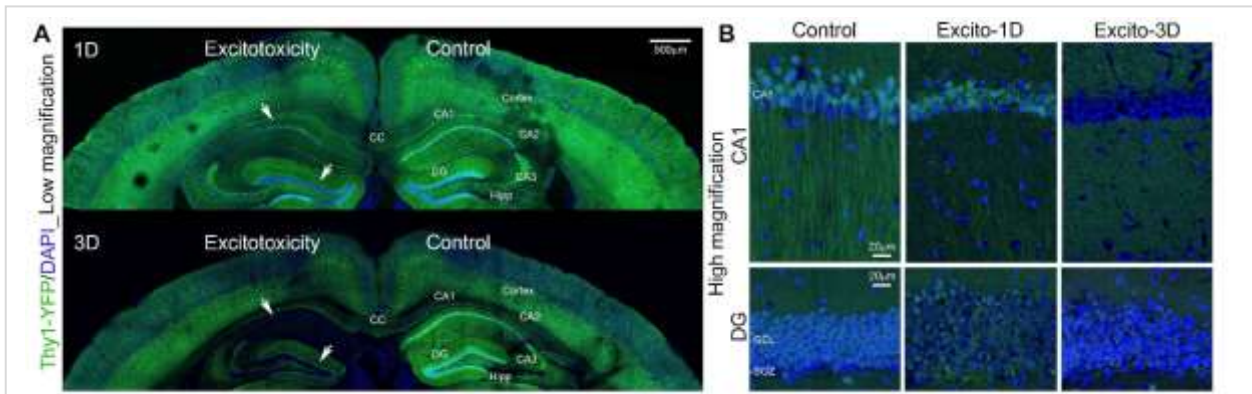 A
1D
Excitotoxicity
Control
500µm
Cortex
CA1
CA2
CC
DG
CA3
Hipp
3D
Excitotoxicity
Control
CA1
Cortex
CA2
CC
DG
CA3
Hipp
Thy1-YFP/DAPI_Low magnification
B
Control
Excito-1D
Excito-3D
CA1
20µm
20µm
GCL
SGZ
High magnification
CA1
DG